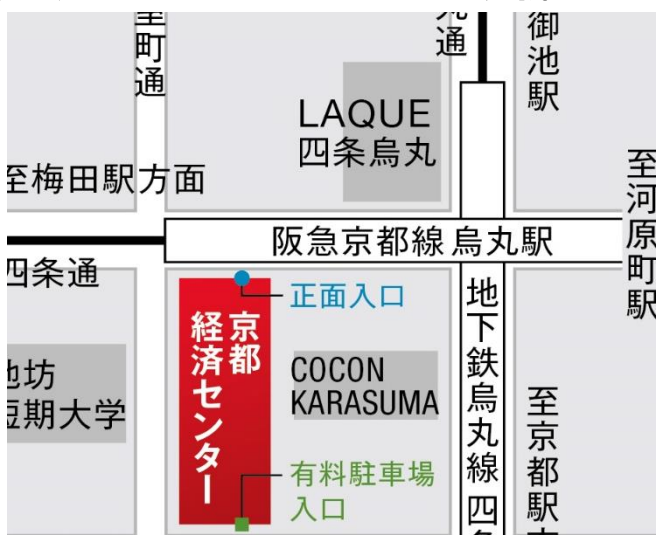 町通
通
御池駅
LAQUE
四条烏丸
至梅田駅方面
至河原町駅
阪急京都線 烏丸駅
四条通
正面入口
京都
経済センター
地下鉄烏丸線 四
COCON
KARASUMA
坊
短期大学
至京都駅
有料駐車場
入口